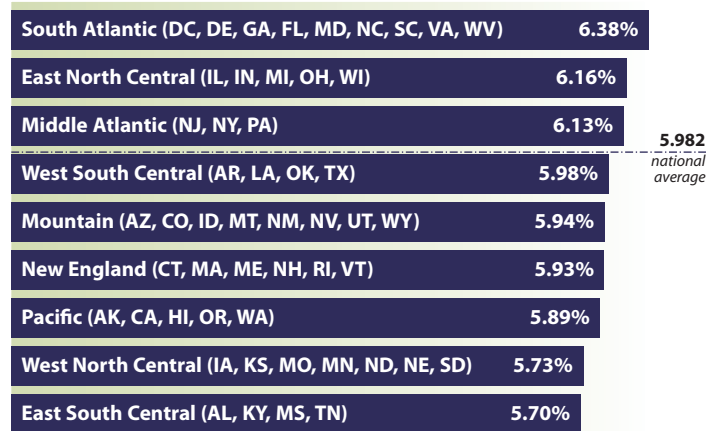 South Atlantic (DC, DE, GA, FL, MD, NC, SC, VA, WV) 6.38%
East North Central (IL, IN, MI, OH, WI) 6.16%
Middle Atlantic (NJ, NY, PA) 6.13%
5.982
national
average
West South Central (AR, LA, OK, TX) 5.98%
Mountain (AZ, CO, ID, MT, NM, NV, UT, WY) 5.94%
New England (CT, MA, ME, NH, RI, VT) 5.93%
Pacific (AK, CA, HI, OR, WA) 5.89%
West North Central (IA, KS, MO, MN, ND, NE, SD) 5.73%
East South Central (AL, KY, MS, TN) 5.70%